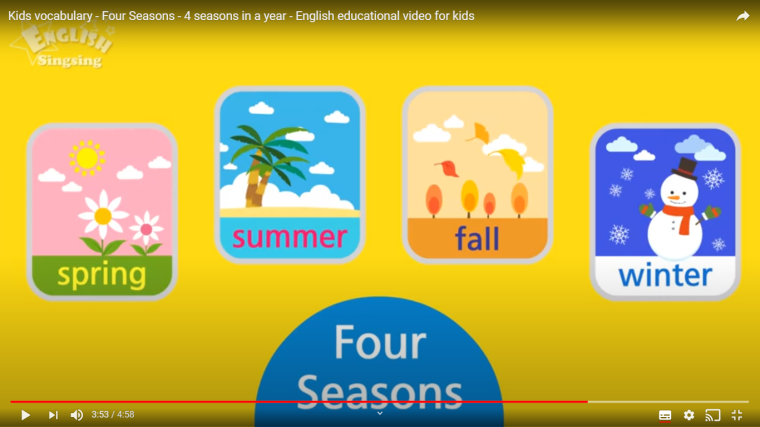 Kids vocabulary - Four Seasons - 4 seasons in a year - English educational video for kids
ENGLISH
Singsing
spring
summer
fall
winter
Four
Seasons
3:53 / 4:58